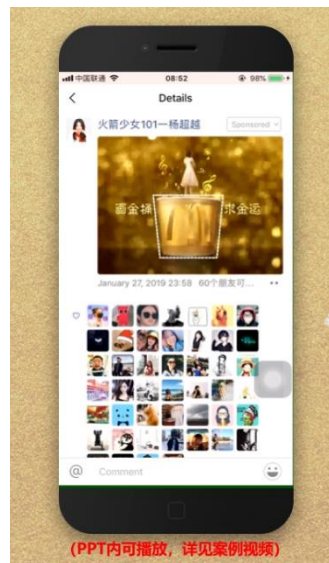 中国联通
08:52
98%
Details
火箭少女101一杨超越
Sponsored
画金桶
求金运
January 27, 2019 23:58 60个朋友可...
@ Comment
(PPT内可播放，详见案例视频)